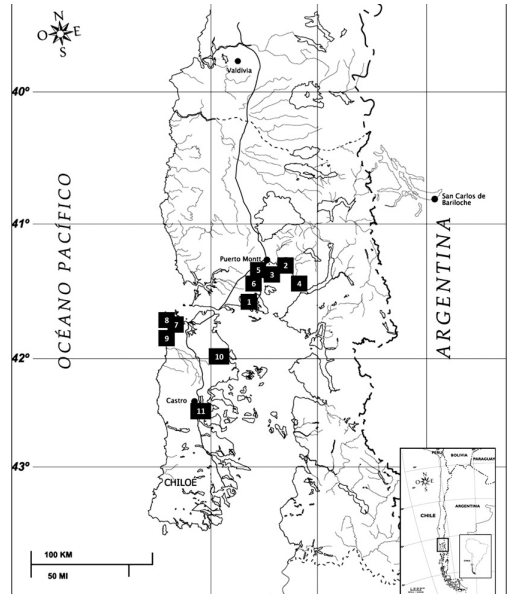 N
O E
S
Valdivia
40º
San Carlos de
Bariloche
41º
OCÉANO PACÍFICO
ARGENTINA
Puerto Montt
5
2
3
6
4
1
8
7
9
42º
10
Castro
11
43º
CHILOÉ
PERÚ
BOLIVIA
PARAGUAY
CHILE
ARGENTINA
100 KM
50 MI